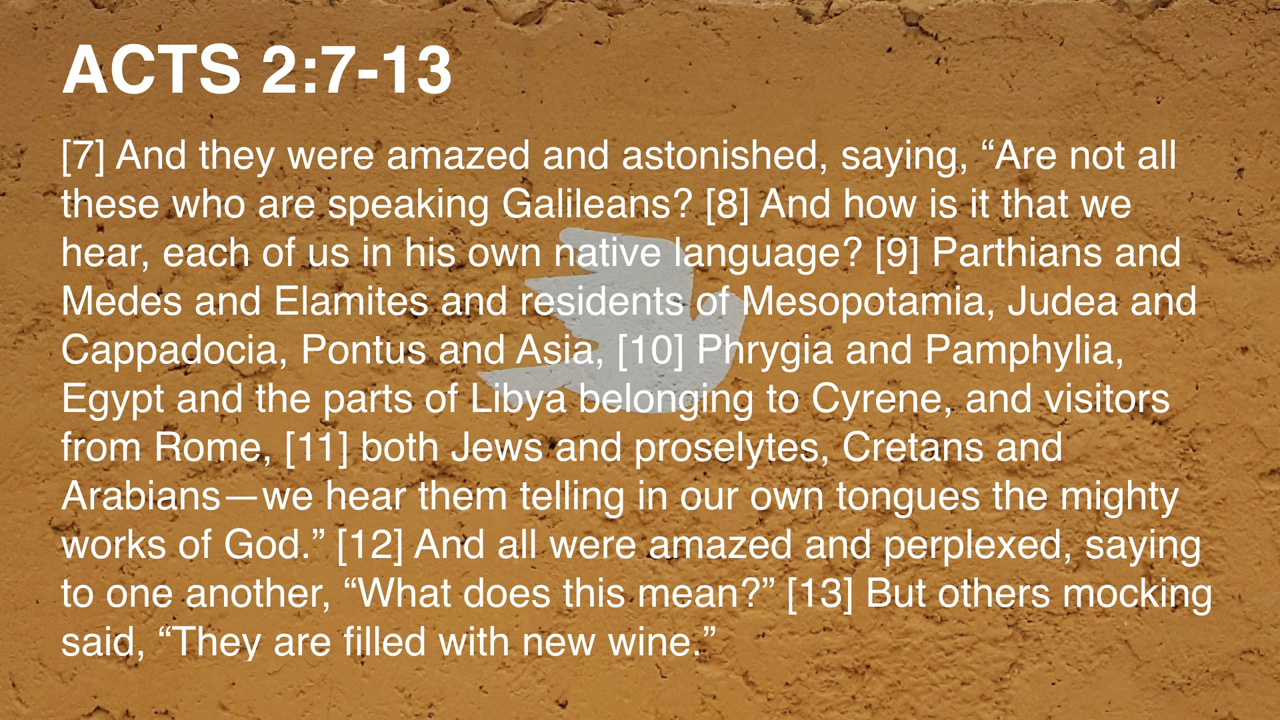 ACTS 2:7-13
[7] And they were amazed and astonished, saying, “Are not all
these who are speaking Galileans? [8] And how is it that we
hear, each of us in his own native language? [9] Parthians and
Medes and Elamites and residents of Mesopotamia, Judea and
Cappadocia, Pontus and Asia, [10] Phrygia and Pamphylia,
Egypt and the parts of Libya belonging to Cyrene, and visitors
from Rome, [11] both Jews and proselytes, Cretans and
Arabians—we hear them telling in our own tongues the mighty
works of God.” [12] And all were amazed and perplexed, saying
to one another, “What does this mean?” [13] But others mocking
said, “They are filled with new wine.”